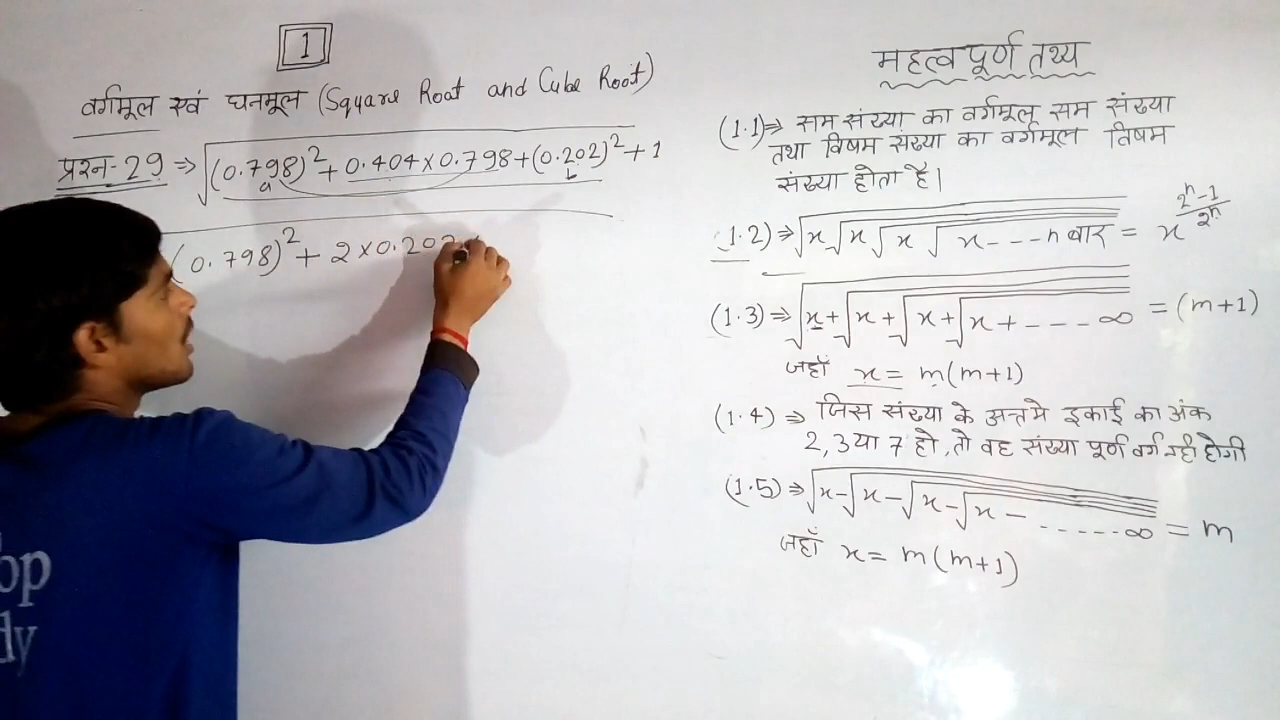 1
वर्गमूल एवं घनमूल (Square Root and Cube Root)
प्रश्न-29 ⇒ √(0.798)² + 0.404×0.798+(0.202)² + 1
a b
(0.798)² + 2×0.202
महत्वपूर्ण तथ्य
(1.1)⇒ सम संख्या का वर्गमूल सम संख्या
तथा विषम संख्या का वर्गमूल विषम
संख्या होता है।
1.2)⇒ √x√x√x√x---n बार = x^(2ⁿ-1/2ⁿ)
(1.3)⇒ √x+√x+√x+√x+---∞ = (m+1)
जहाँ x = m(m+1)
(1.4) ⇒ जिस संख्या के अन्त मे इकाई का अंक
2, 3 या 7 हो, तो वह संख्या पूर्ण वर्ग नही होगी
(1.5) ⇒ √x-√x-√x-√x-......∞ = m
जहाँ x = m(m+1)
op
dy